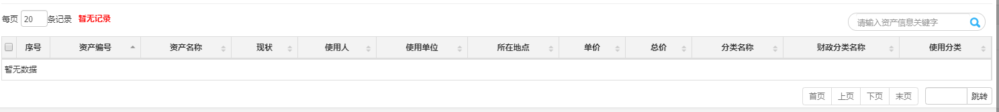 每页 20 条记录 暂无记录
请输入资产信息关键字
序号 资产编号 资产名称 现状 使用人 使用单位 所在地点 单价 总价 分类名称 财政分类名称 使用分类
暂无数据
首页 上页 下页 末页 跳转